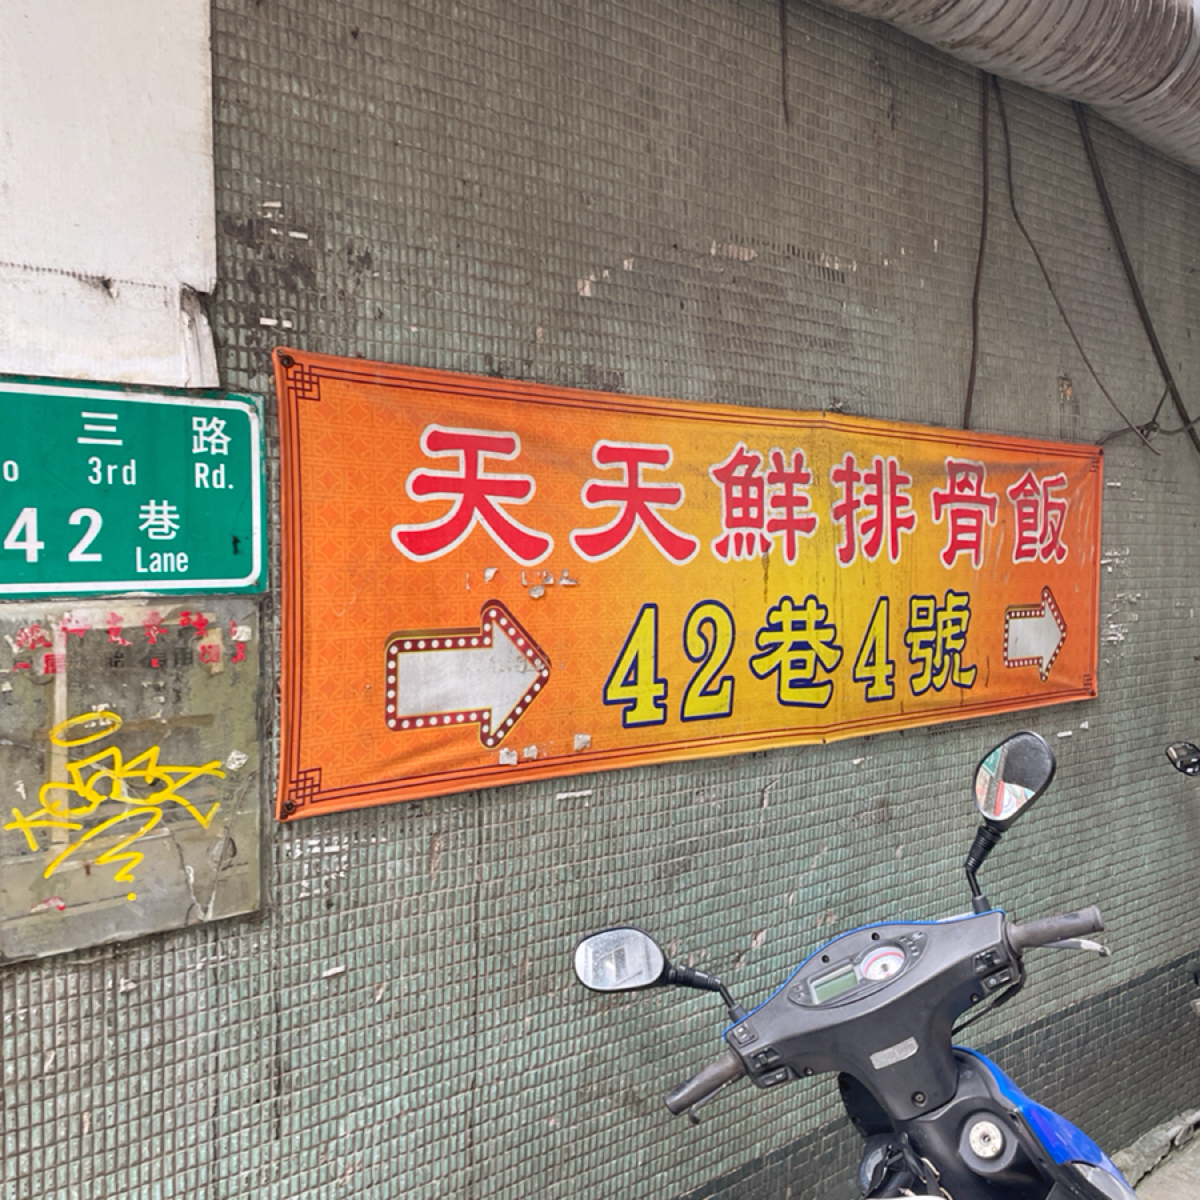 三 路
o 3rd Rd.
42 巷
Lane
天天鮮排骨飯
42巷4號